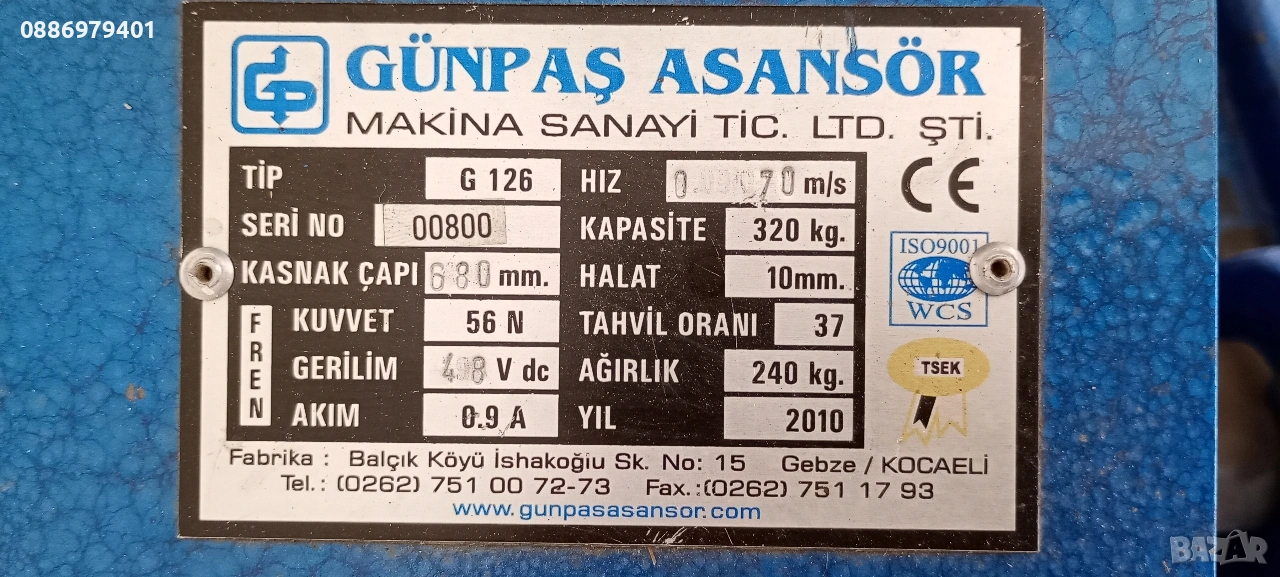 0886979401
GÜNPAŞ ASANSÖR
MAKİNA SANAYİ TİC. LTD. ŞTİ.
TİP G 126
SERİ NO 00800
KASNAK ÇAPI mm.
FREN
KUVVET 56 N
GERİLİM V dc
AKIM 0.9 A
HIZ m/s
KAPASİTE 320 kg.
HALAT 10mm.
TAHVİL ORANI 37
AĞIRLIK 240 kg.
YIL 2010
CE
ISO9001
WCS
TSEK
Fabrika : Balçık Köyü İshakoğlu Sk. No: 15 Gebze / KOCAELİ
Tel.: (0262) 751 00 72-73 Fax.:(0262) 751 17 93
www.gunpasasansor.com
BAZAR